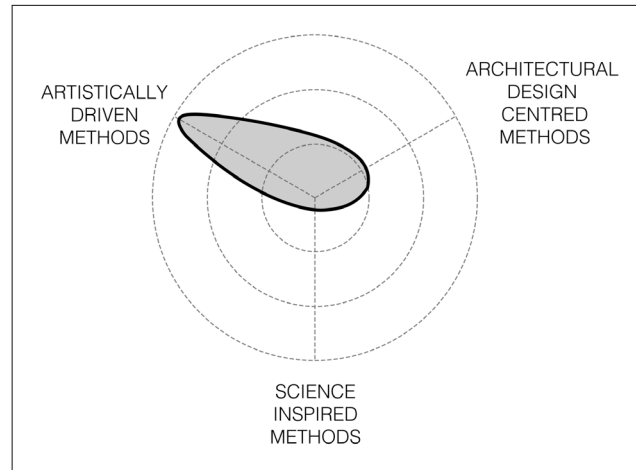 ARTISTICALLY
DRIVEN
METHODS
ARCHITECTURAL
DESIGN
CENTRED
METHODS
SCIENCE
INSPIRED
METHODS